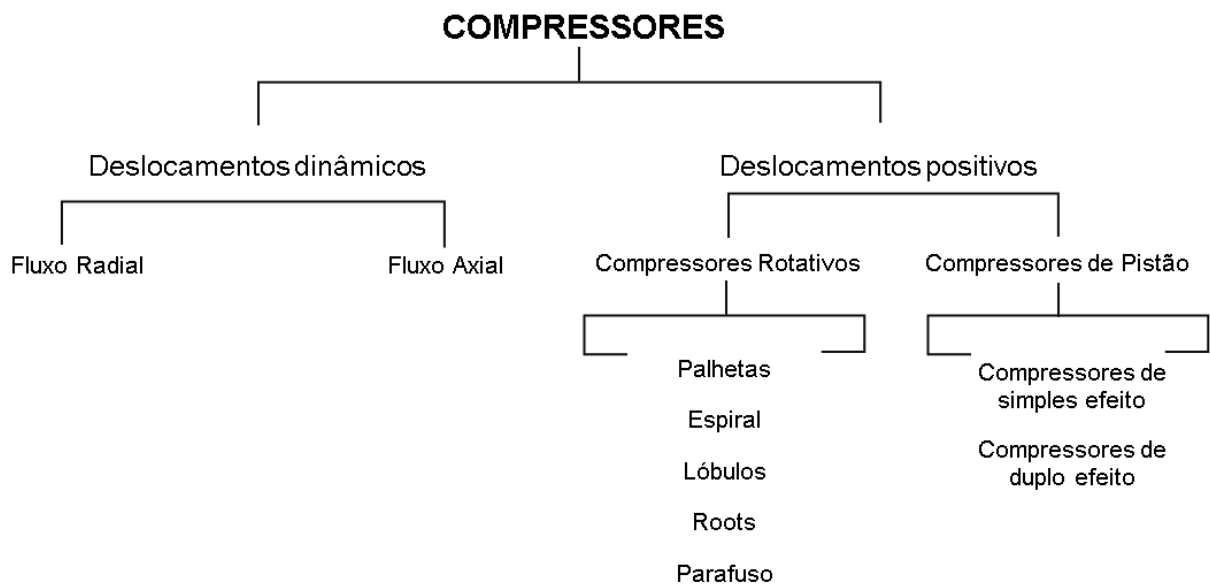 COMPRESSORES
Deslocamentos dinâmicos
Deslocamentos positivos
Fluxo Radial
Fluxo Axial
Compressores Rotativos
Compressores de Pistão
Palhetas
Espiral
Lóbulos
Roots
Parafuso
Compressores de
simples efeito
Compressores de
duplo efeito